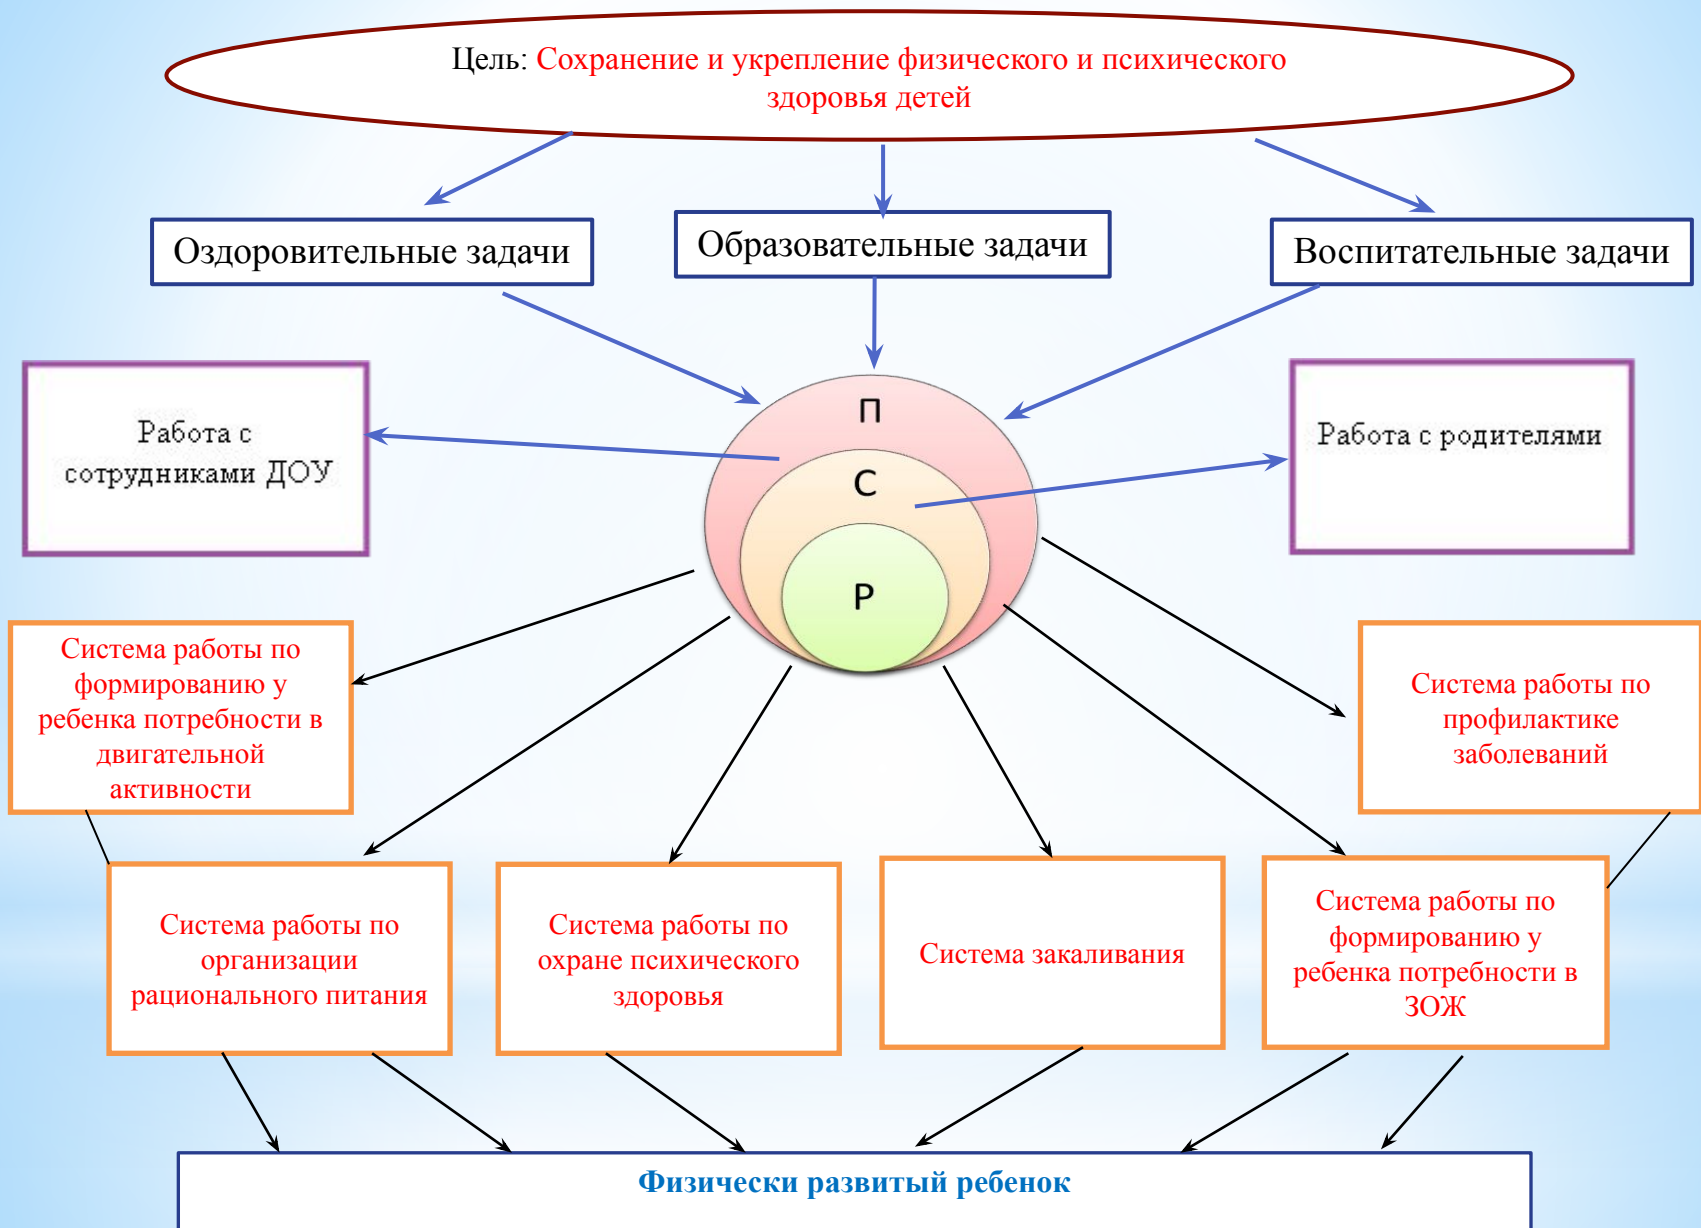 Цель: Сохранение и укрепление физического и психического
здоровья детей
Оздоровительные задачи
Образовательные задачи
Воспитательные задачи
Работа с
сотрудниками ДОУ
П
С
Р
Работа с родителями
Система работы по
формированию у
ребенка потребности в
двигательной
активности
Система работы по
профилактике
заболеваний
Система работы по
организации
рационального питания
Система работы по
охране психического
здоровья
Система закаливания
Система работы по
формированию у
ребенка потребности в
ЗОЖ
Физически развитый ребенок